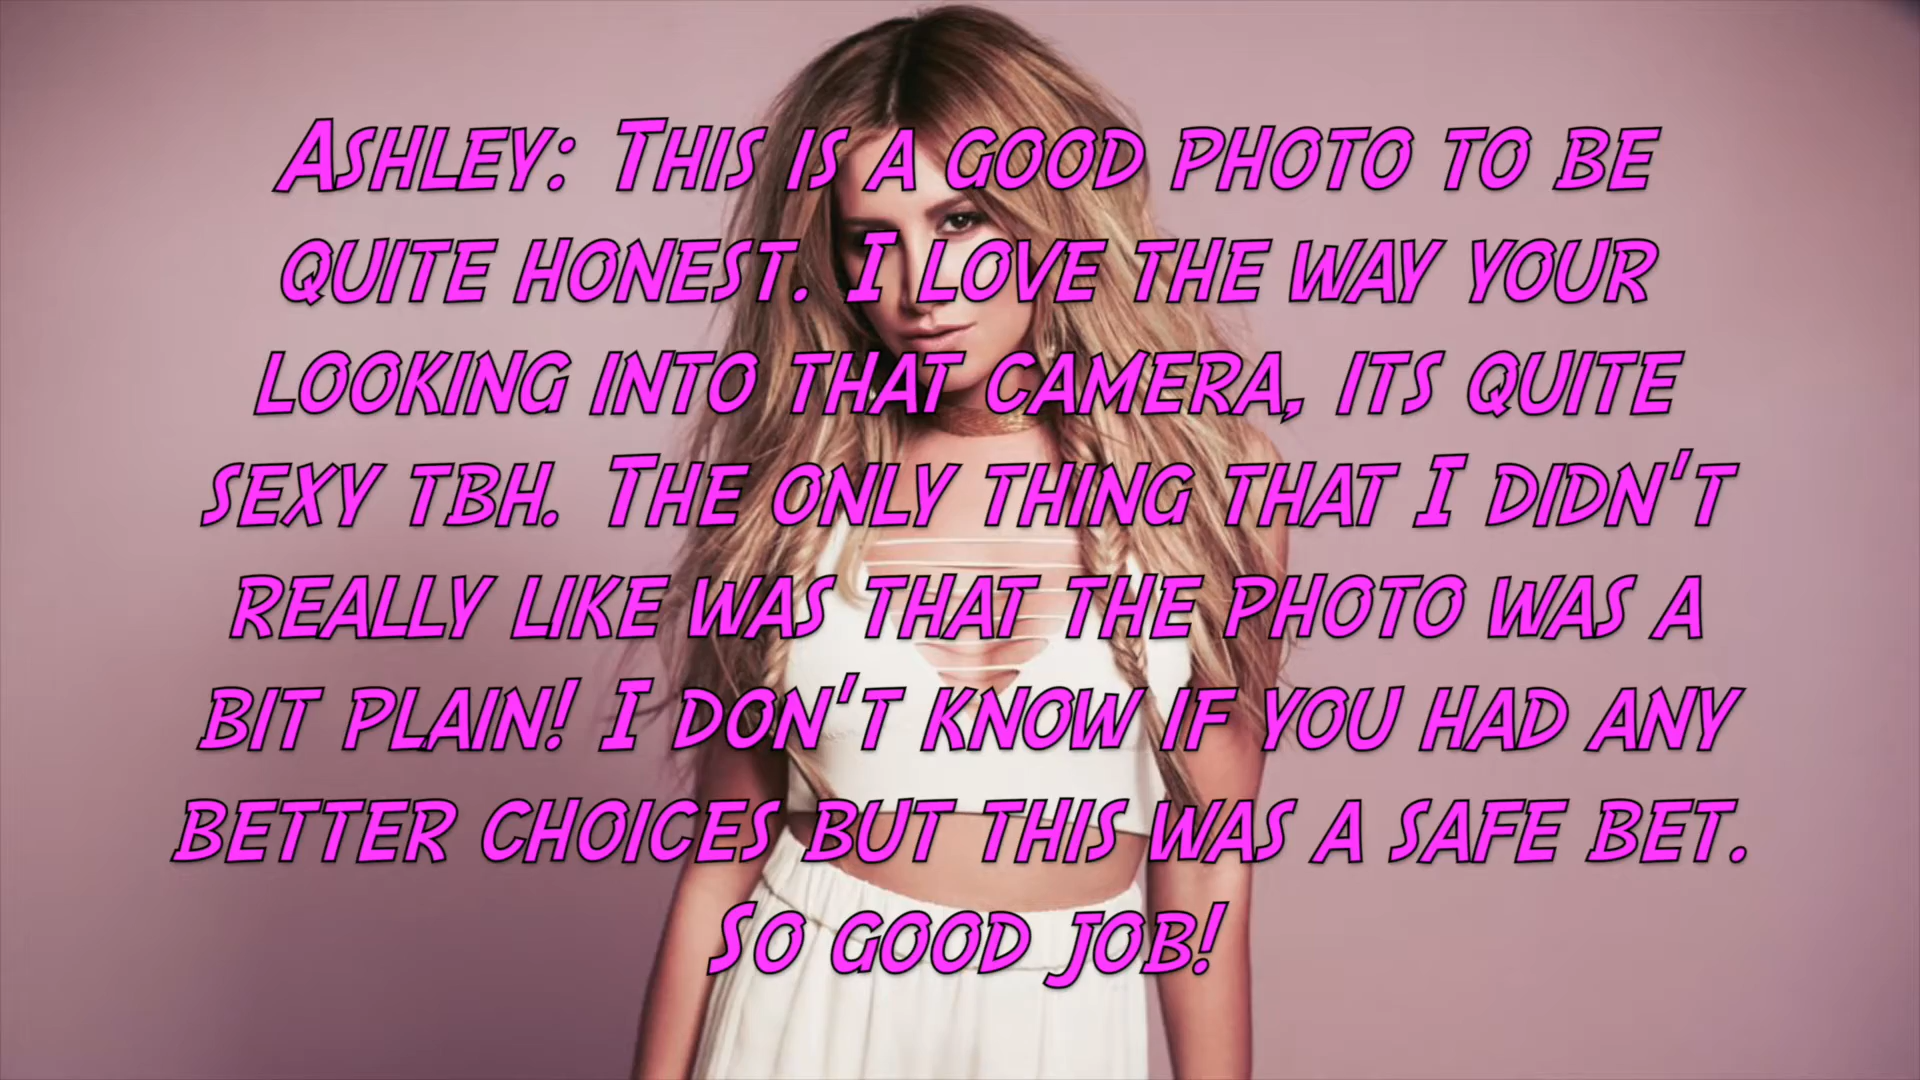 Ashley: This is a good photo to be
quite honest. I love the way your
looking into that camera, its quite
sexy tbh. The only thing that I didn't
really like was that the photo was a
bit plain! I don't know if you had any
better choices but this was a safe bet.
So good job!